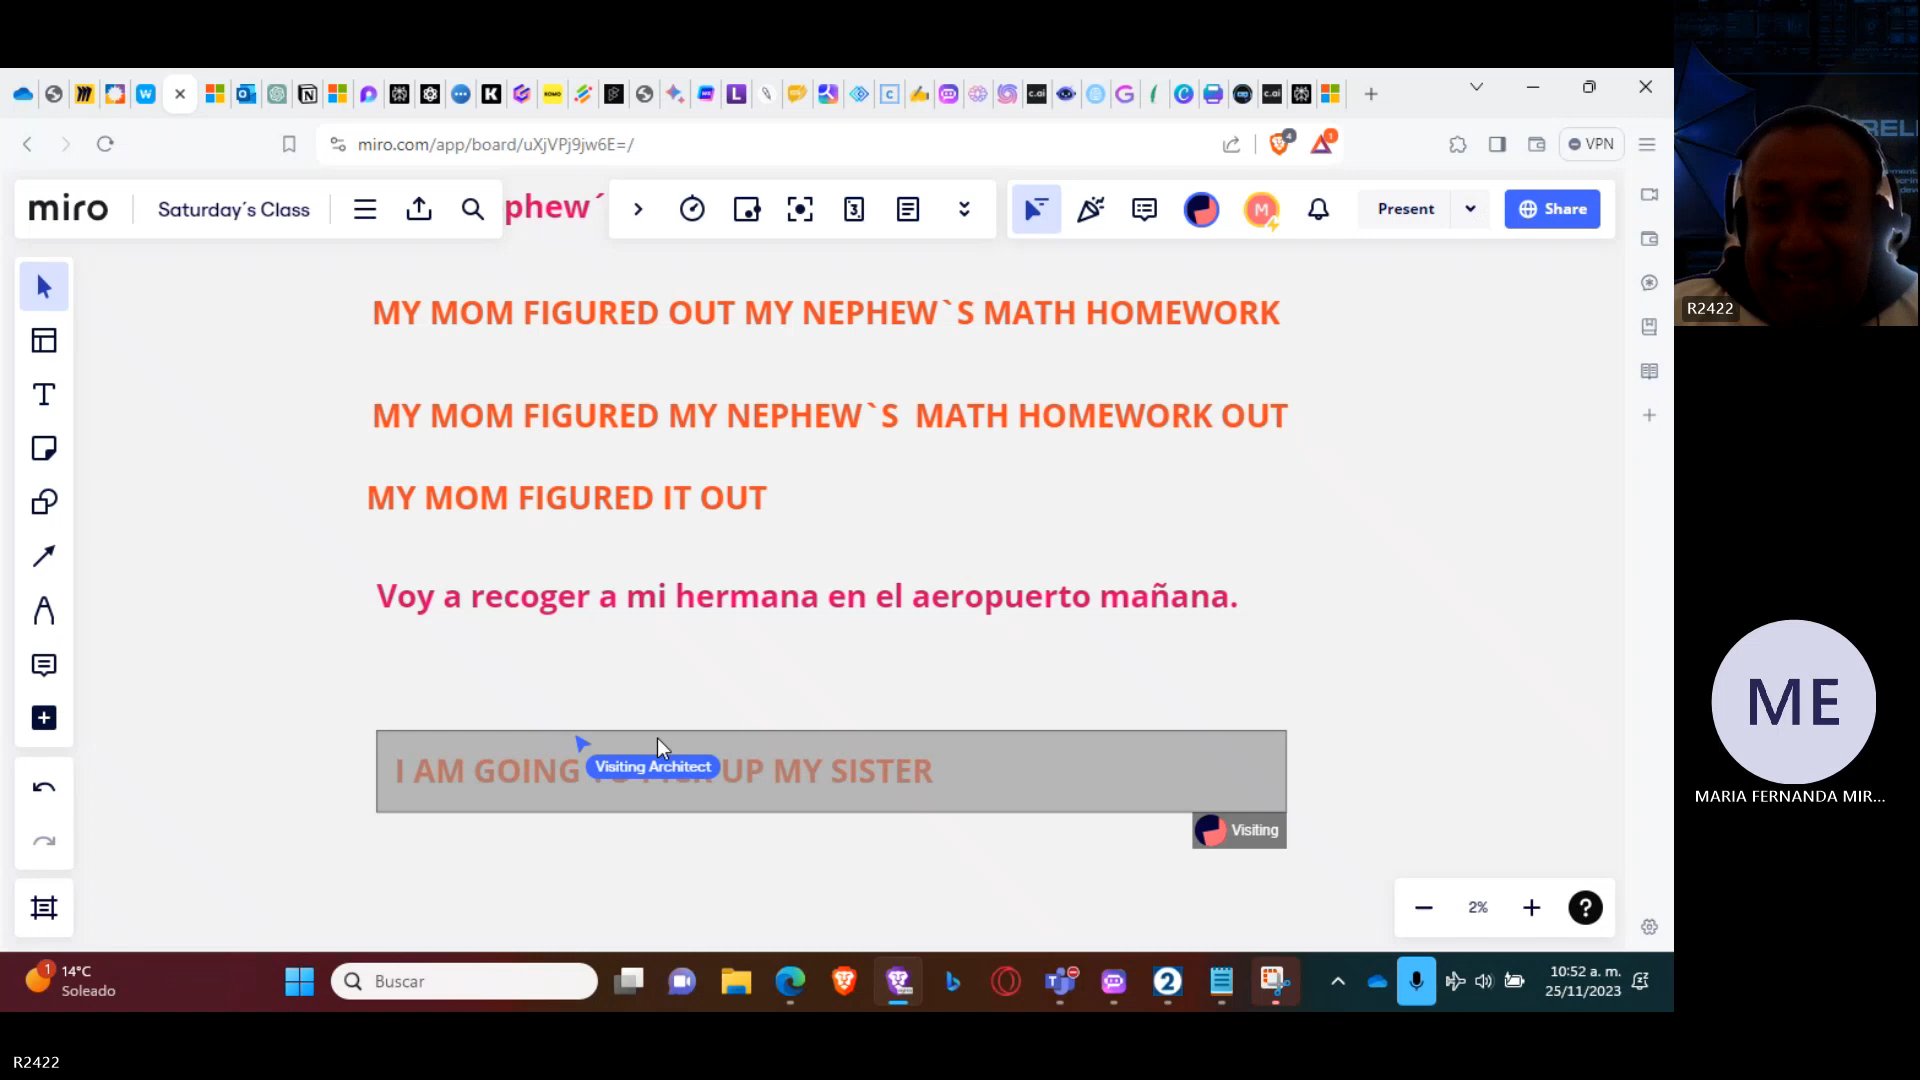 miro.com/app/board/uXjVPj9jw6E=/
VPN
miro
Saturday´s Class
phew´
Present
Share
RELI
R2422
MY MOM FIGURED OUT MY NEPHEW`S MATH HOMEWORK
MY MOM FIGURED MY NEPHEW`S MATH HOMEWORK OUT
MY MOM FIGURED IT OUT
Voy a recoger a mi hermana en el aeropuerto mañana.
I AM GOING UP MY SISTER
Visiting Architect
Visiting
ME
MARIA FERNANDA MIR...
2%
14°C
Soleado
Buscar
10:52 a. m.
25/11/2023
R2422